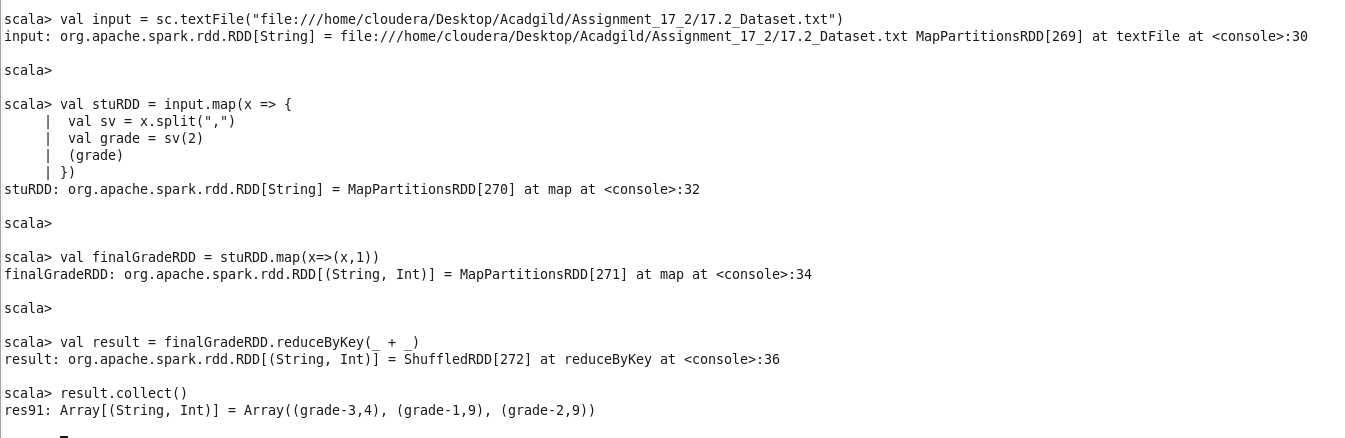 scala> val input = sc.textFile("file:///home/cloudera/Desktop/Acadgild/Assignment_17_2/17.2_Dataset.txt")
input: org.apache.spark.rdd.RDD[String] = file:///home/cloudera/Desktop/Acadgild/Assignment_17_2/17.2_Dataset.txt MapPartitionsRDD[269] at textFile at <console>:30
scala>
scala> val stuRDD = input.map(x => {
| val sv = x.split(",")
| val grade = sv(2)
| (grade)
| })
stuRDD: org.apache.spark.rdd.RDD[String] = MapPartitionsRDD[270] at map at <console>:32
scala>
scala> val finalGradeRDD = stuRDD.map(x=>(x,1))
finalGradeRDD: org.apache.spark.rdd.RDD[(String, Int)] = MapPartitionsRDD[271] at map at <console>:34
scala>
scala> val result = finalGradeRDD.reduceByKey(_ + _)
result: org.apache.spark.rdd.RDD[(String, Int)] = ShuffledRDD[272] at reduceByKey at <console>:36
scala> result.collect()
res91: Array[(String, Int)] = Array((grade-3,4), (grade-1,9), (grade-2,9))